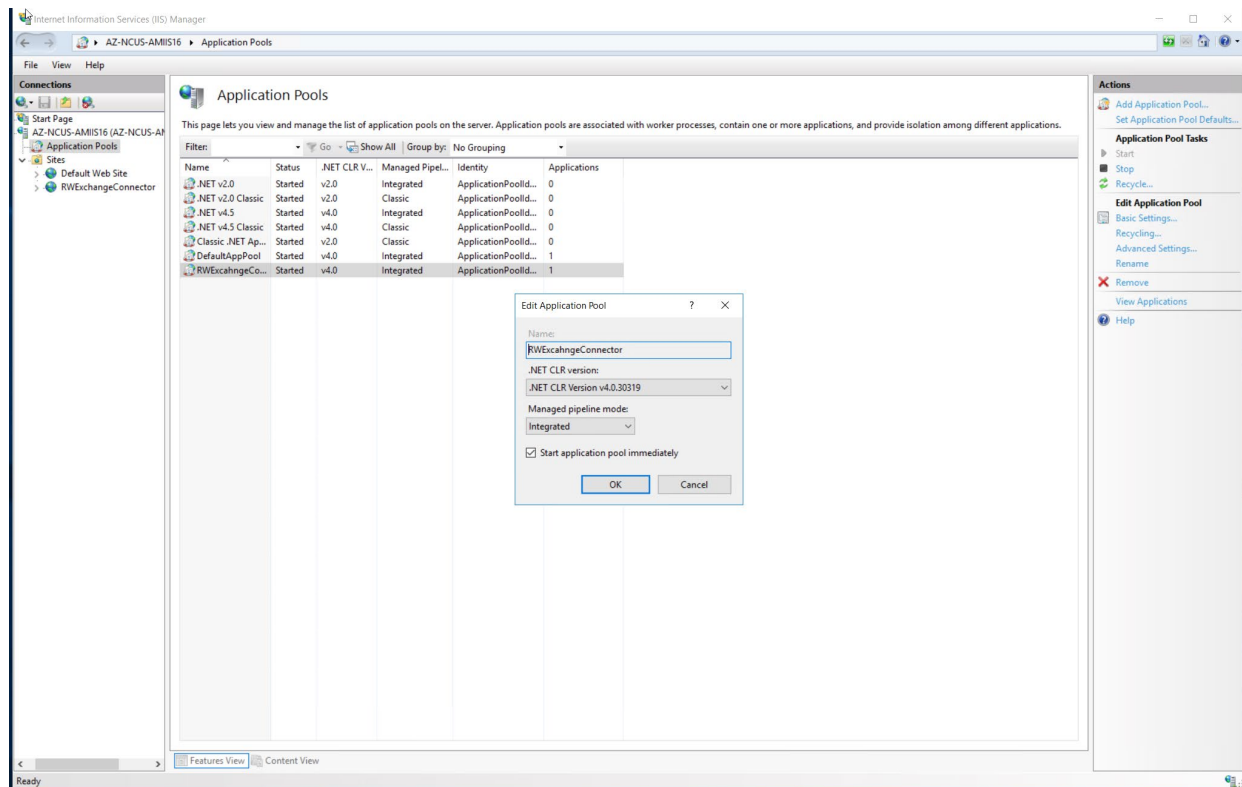 Internet Information Services (IIS) Manager
AZ-NCUS-AMIIS16 Application Pools
File View Help
Connections
Start Page
AZ-NCUS-AMIIS16 (AZ-NCUS-AM
Application Pools
Sites
Default Web Site
RWExchangeConnector
Application Pools
This page lets you view and manage the list of application pools on the server. Application pools are associated with worker processes, contain one or more applications, and provide isolation among different applications.
Filter: Go Show All Group by: No Grouping
Name Status .NET CLR V... Managed Pipel... Identity Applications
.NET v2.0 Started v2.0 Integrated ApplicationPoolId... 0
.NET v2.0 Classic Started v2.0 Classic ApplicationPoolId... 0
.NET v4.5 Started v4.0 Integrated ApplicationPoolId... 0
.NET v4.5 Classic Started v4.0 Classic ApplicationPoolId... 0
Classic .NET Ap... Started v2.0 Classic ApplicationPoolId... 0
DefaultAppPool Started v4.0 Integrated ApplicationPoolId... 1
RWExcahngeCo... Started v4.0 Integrated ApplicationPoolId... 1
Edit Application Pool ?
Name:
RWExcahngeConnector
.NET CLR version:
.NET CLR Version v4.0.30319
Managed pipeline mode:
Integrated
Start application pool immediately
OK Cancel
Features View Content View
Actions
Add Application Pool...
Set Application Pool Defaults...
Application Pool Tasks
Start
Stop
Recycle...
Edit Application Pool
Basic Settings...
Recycling...
Advanced Settings...
Rename
Remove
View Applications
Help
Ready